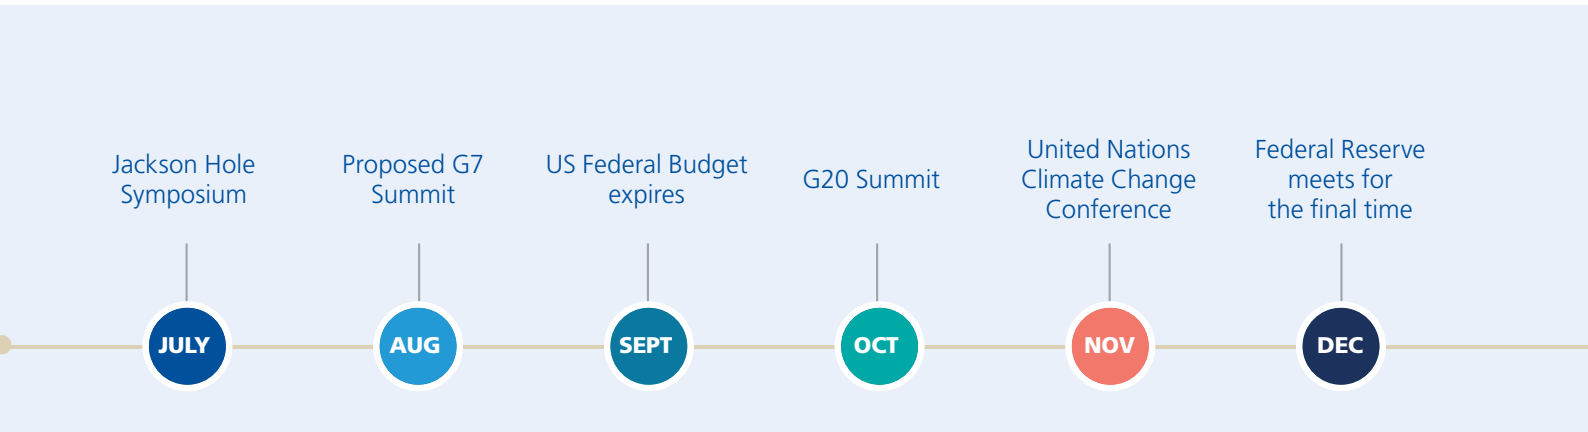 Jackson Hole
Symposium
Proposed G7
Summit
US Federal Budget
expires
G20 Summit
United Nations
Climate Change
Conference
Federal Reserve
meets for
the final time
JULY
AUG
SEPT
OCT
NOV
DEC